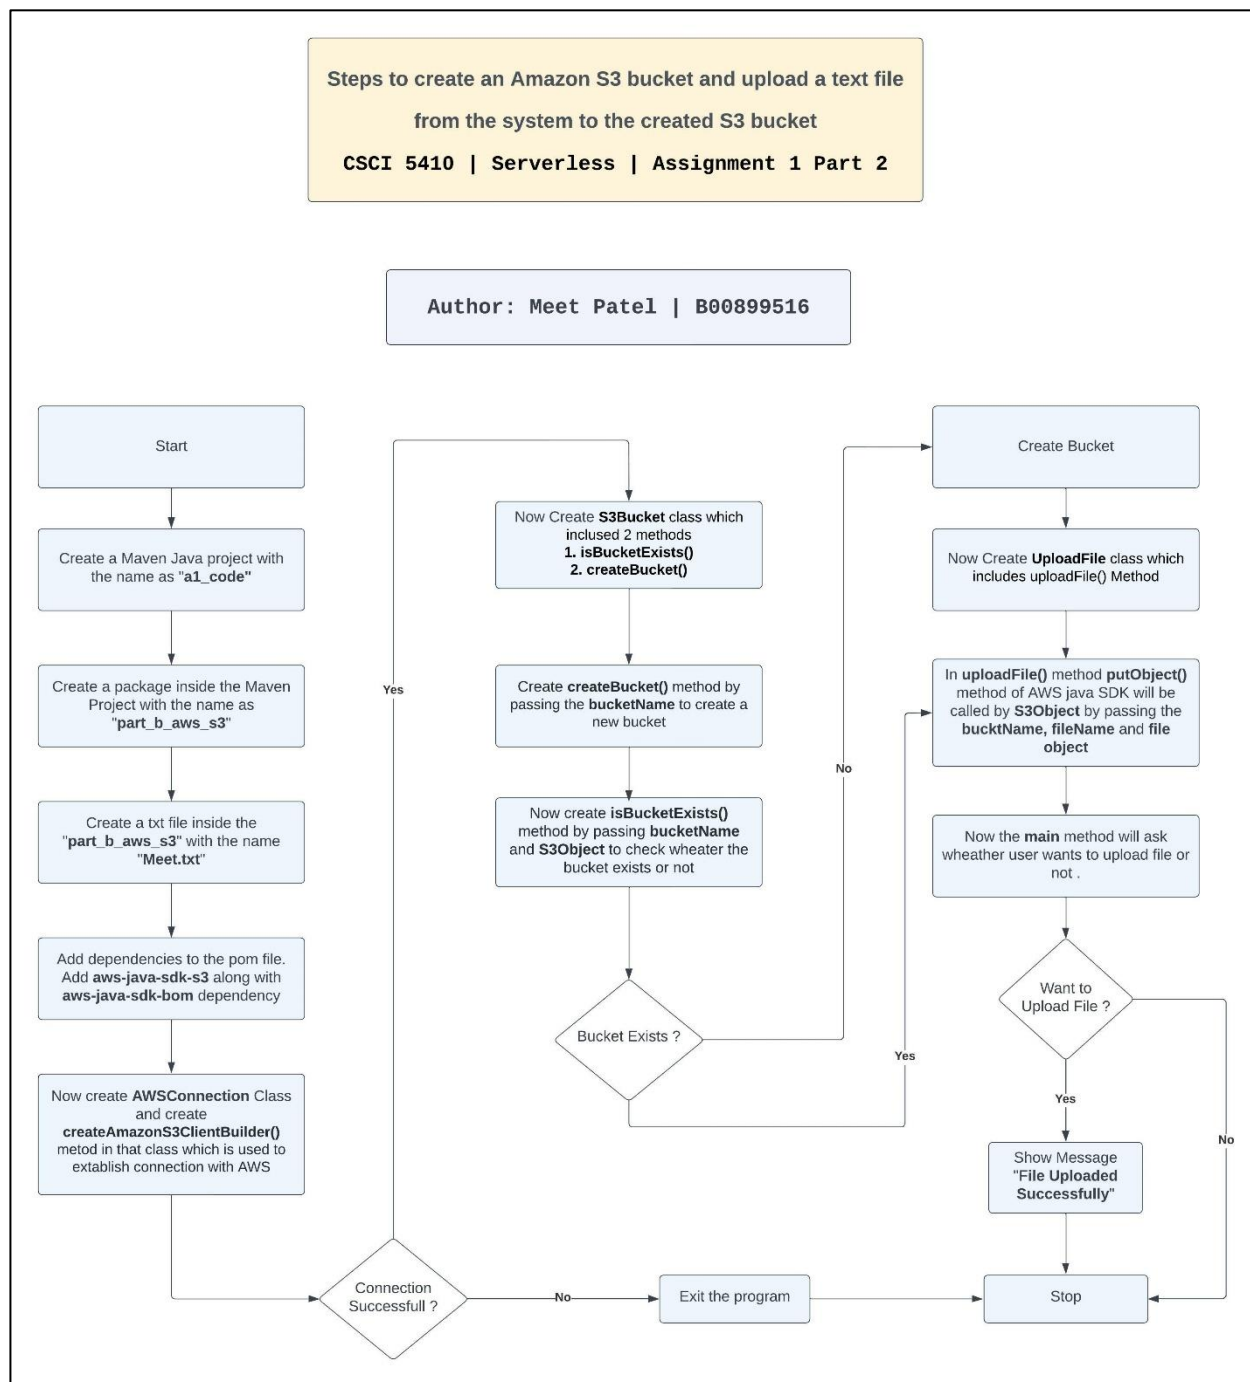 Steps to create an Amazon S3 bucket and upload a text file
from the system to the created S3 bucket
CSCI 5410 | Serverless | Assignment 1 Part 2
Author: Meet Patel | B00899516
Start
Create a Maven Java project with
the name as "a1_code"
Create a package inside the Maven
Project with the name as
"part_b_aws_s3"
Create a txt file inside the
"part_b_aws_s3" with the name
"Meet.txt"
Add dependencies to the pom file.
Add aws-java-sdk-s3 along with
aws-java-sdk-bom dependency
Now create AWSConnection Class
and create
createAmazonS3ClientBuilder()
metod in that class which is used to
extablish connection with AWS
Connection
Successfull ?
Yes
No
Exit the program
Now Create S3Bucket class which
inclused 2 methods
1. isBucketExists()
2. createBucket()
Create createBucket() method by
passing the bucketName to create a
new bucket
Now create isBucketExists()
method by passing bucketName
and S3Object to check wheater the
bucket exists or not
Bucket Exists ?
No
Yes
Create Bucket
Now Create UploadFile class which
includes uploadFile() Method
In uploadFile() method putObject()
method of AWS java SDK will be
called by S3Object by passing the
bucktName, fileName and file
object
Now the main method will ask
wheather user wants to upload file or
not .
Want to
Upload File ?
Yes
No
Show Message
"File Uploaded
Successfully"
Stop